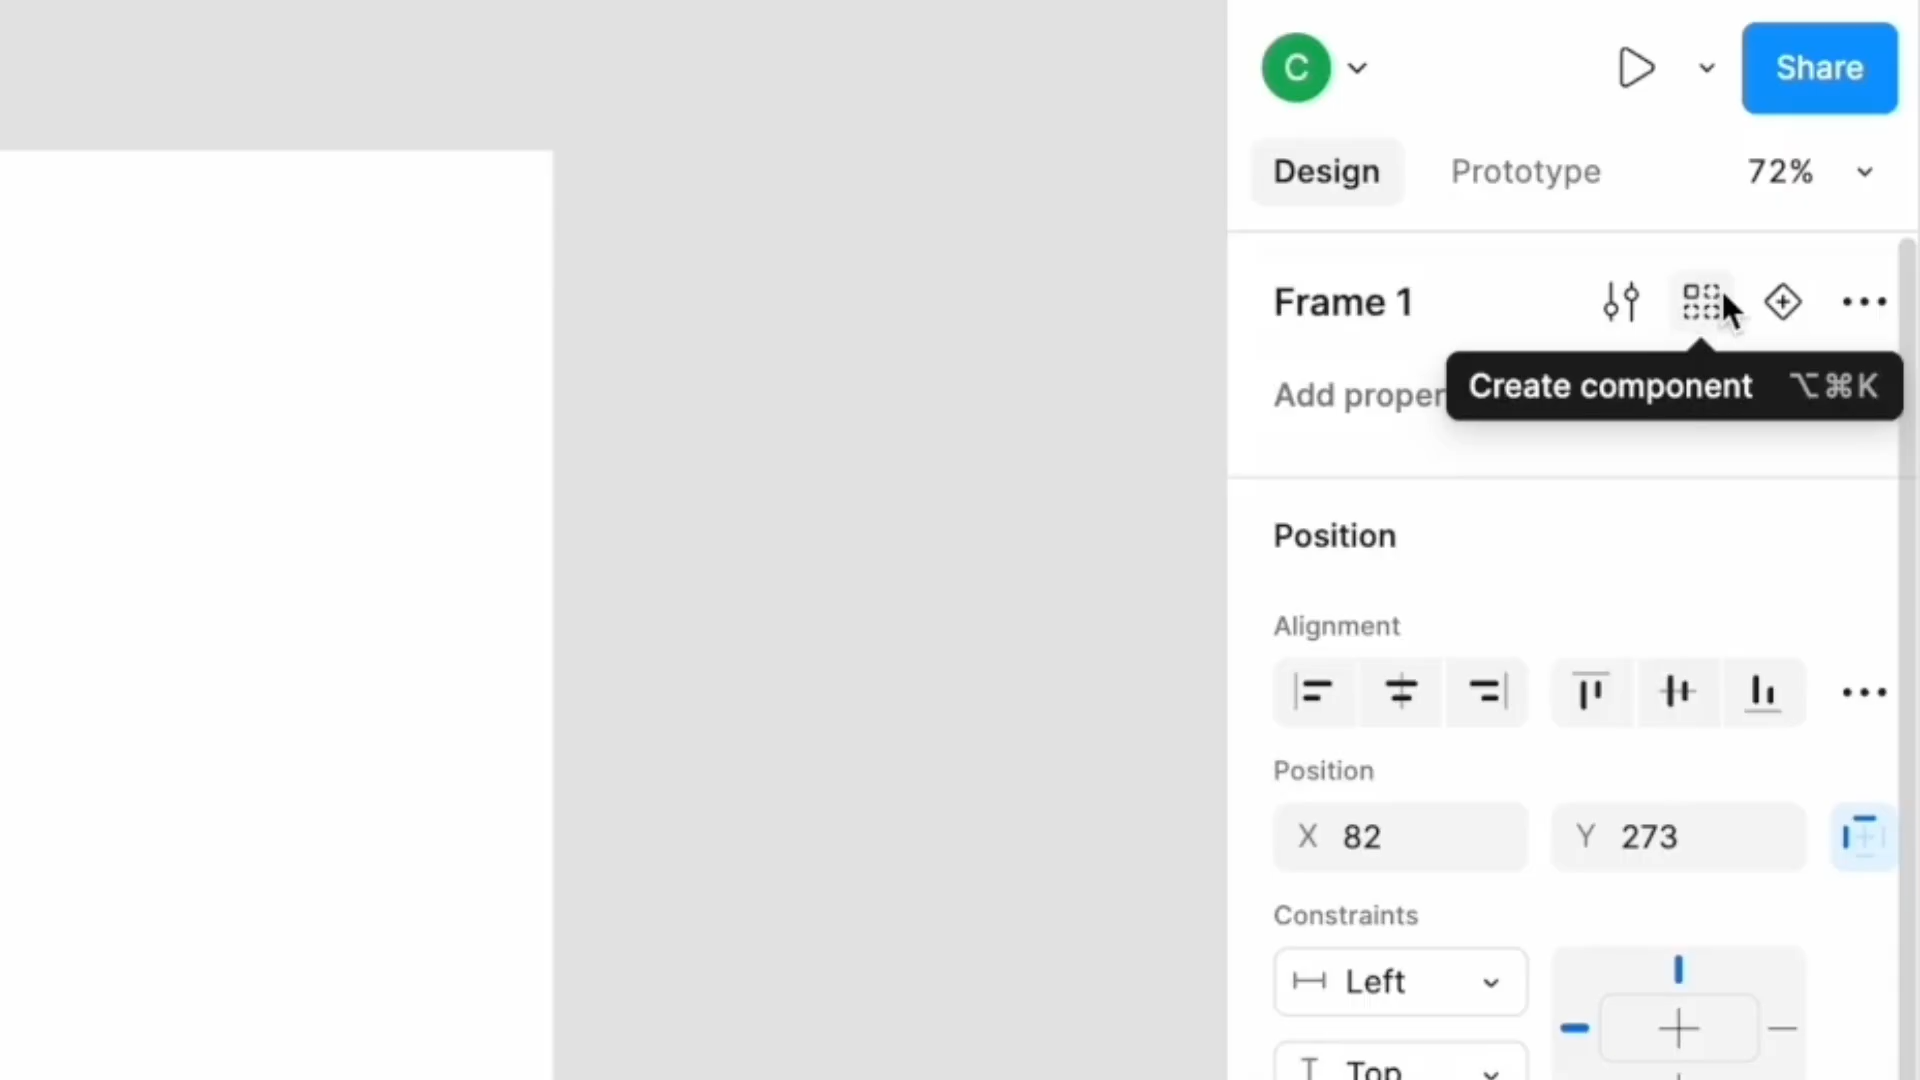 C
Share
Design Prototype 72%
Frame 1
Add proper
Create component ⌥⌘K
Position
Alignment
Position
X 82 Y 273
Constraints
Left
Top